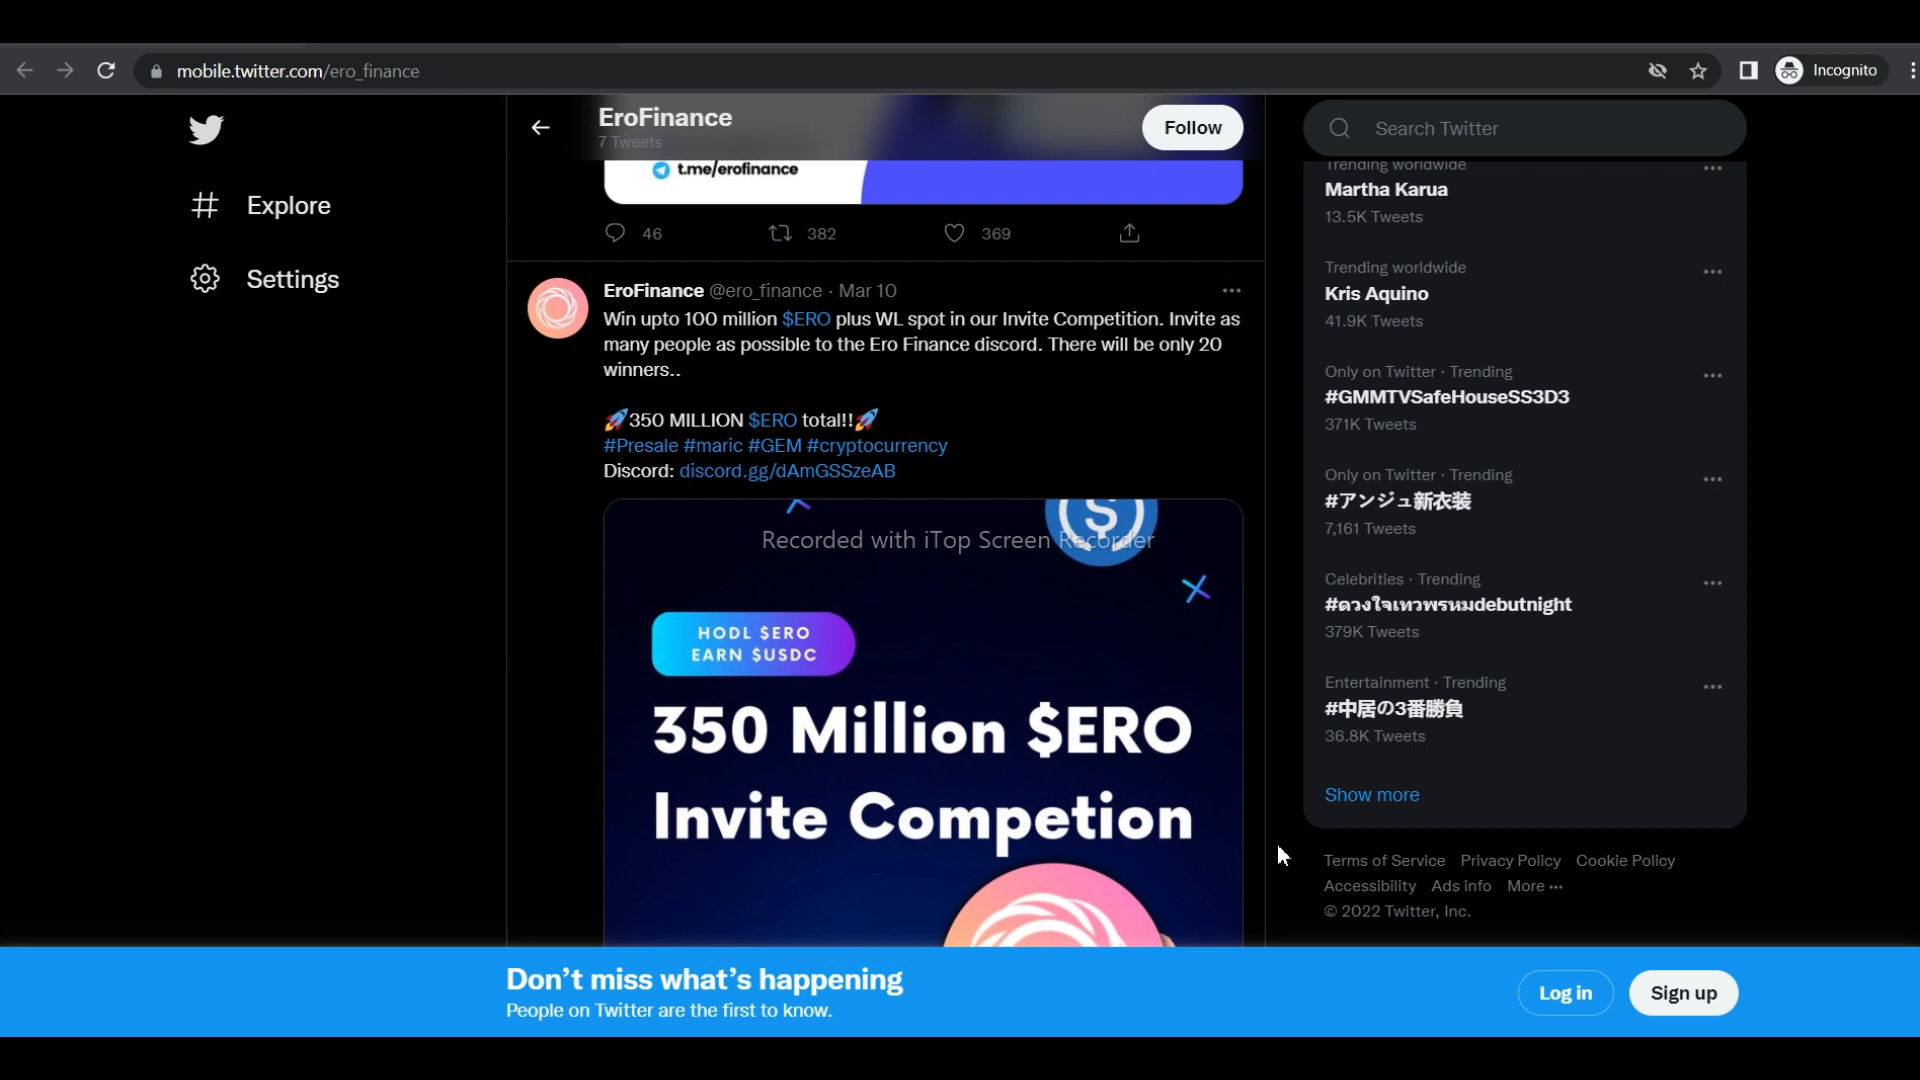 mobile.twitter.com/ero_finance
Incognito
EroFinance
7 Tweets
Follow
Search Twitter
Explore
Settings
t.me/erofinance
46
382
369
EroFinance @ero_finance · Mar 10
Win upto 100 million $ERO plus WL spot in our Invite Competition. Invite as
many people as possible to the Ero Finance discord. There will be only 20
winners..
🚀350 MILLION $ERO total!!🚀
#Presale #maric #GEM #cryptocurrency
Discord: discord.gg/dAmGSSzeAB
Recorded with iTop Screen Recorder
HODL $ERO
EARN $USDC
350 Million $ERO
Invite Competion
Trending worldwide
Martha Karua
13.5K Tweets
Trending worldwide
Kris Aquino
41.9K Tweets
Only on Twitter · Trending
#GMMTVSafeHouseSS3D3
371K Tweets
Only on Twitter · Trending
#アンジュ新衣装
7,161 Tweets
Celebrities · Trending
#ดวงใจเทวพรหมdebutnight
379K Tweets
Entertainment · Trending
#中居の3番勝負
36.8K Tweets
Show more
Terms of Service Privacy Policy Cookie Policy
Accessibility Ads info More ···
© 2022 Twitter, Inc.
Don’t miss what’s happening
People on Twitter are the first to know.
Log in
Sign up